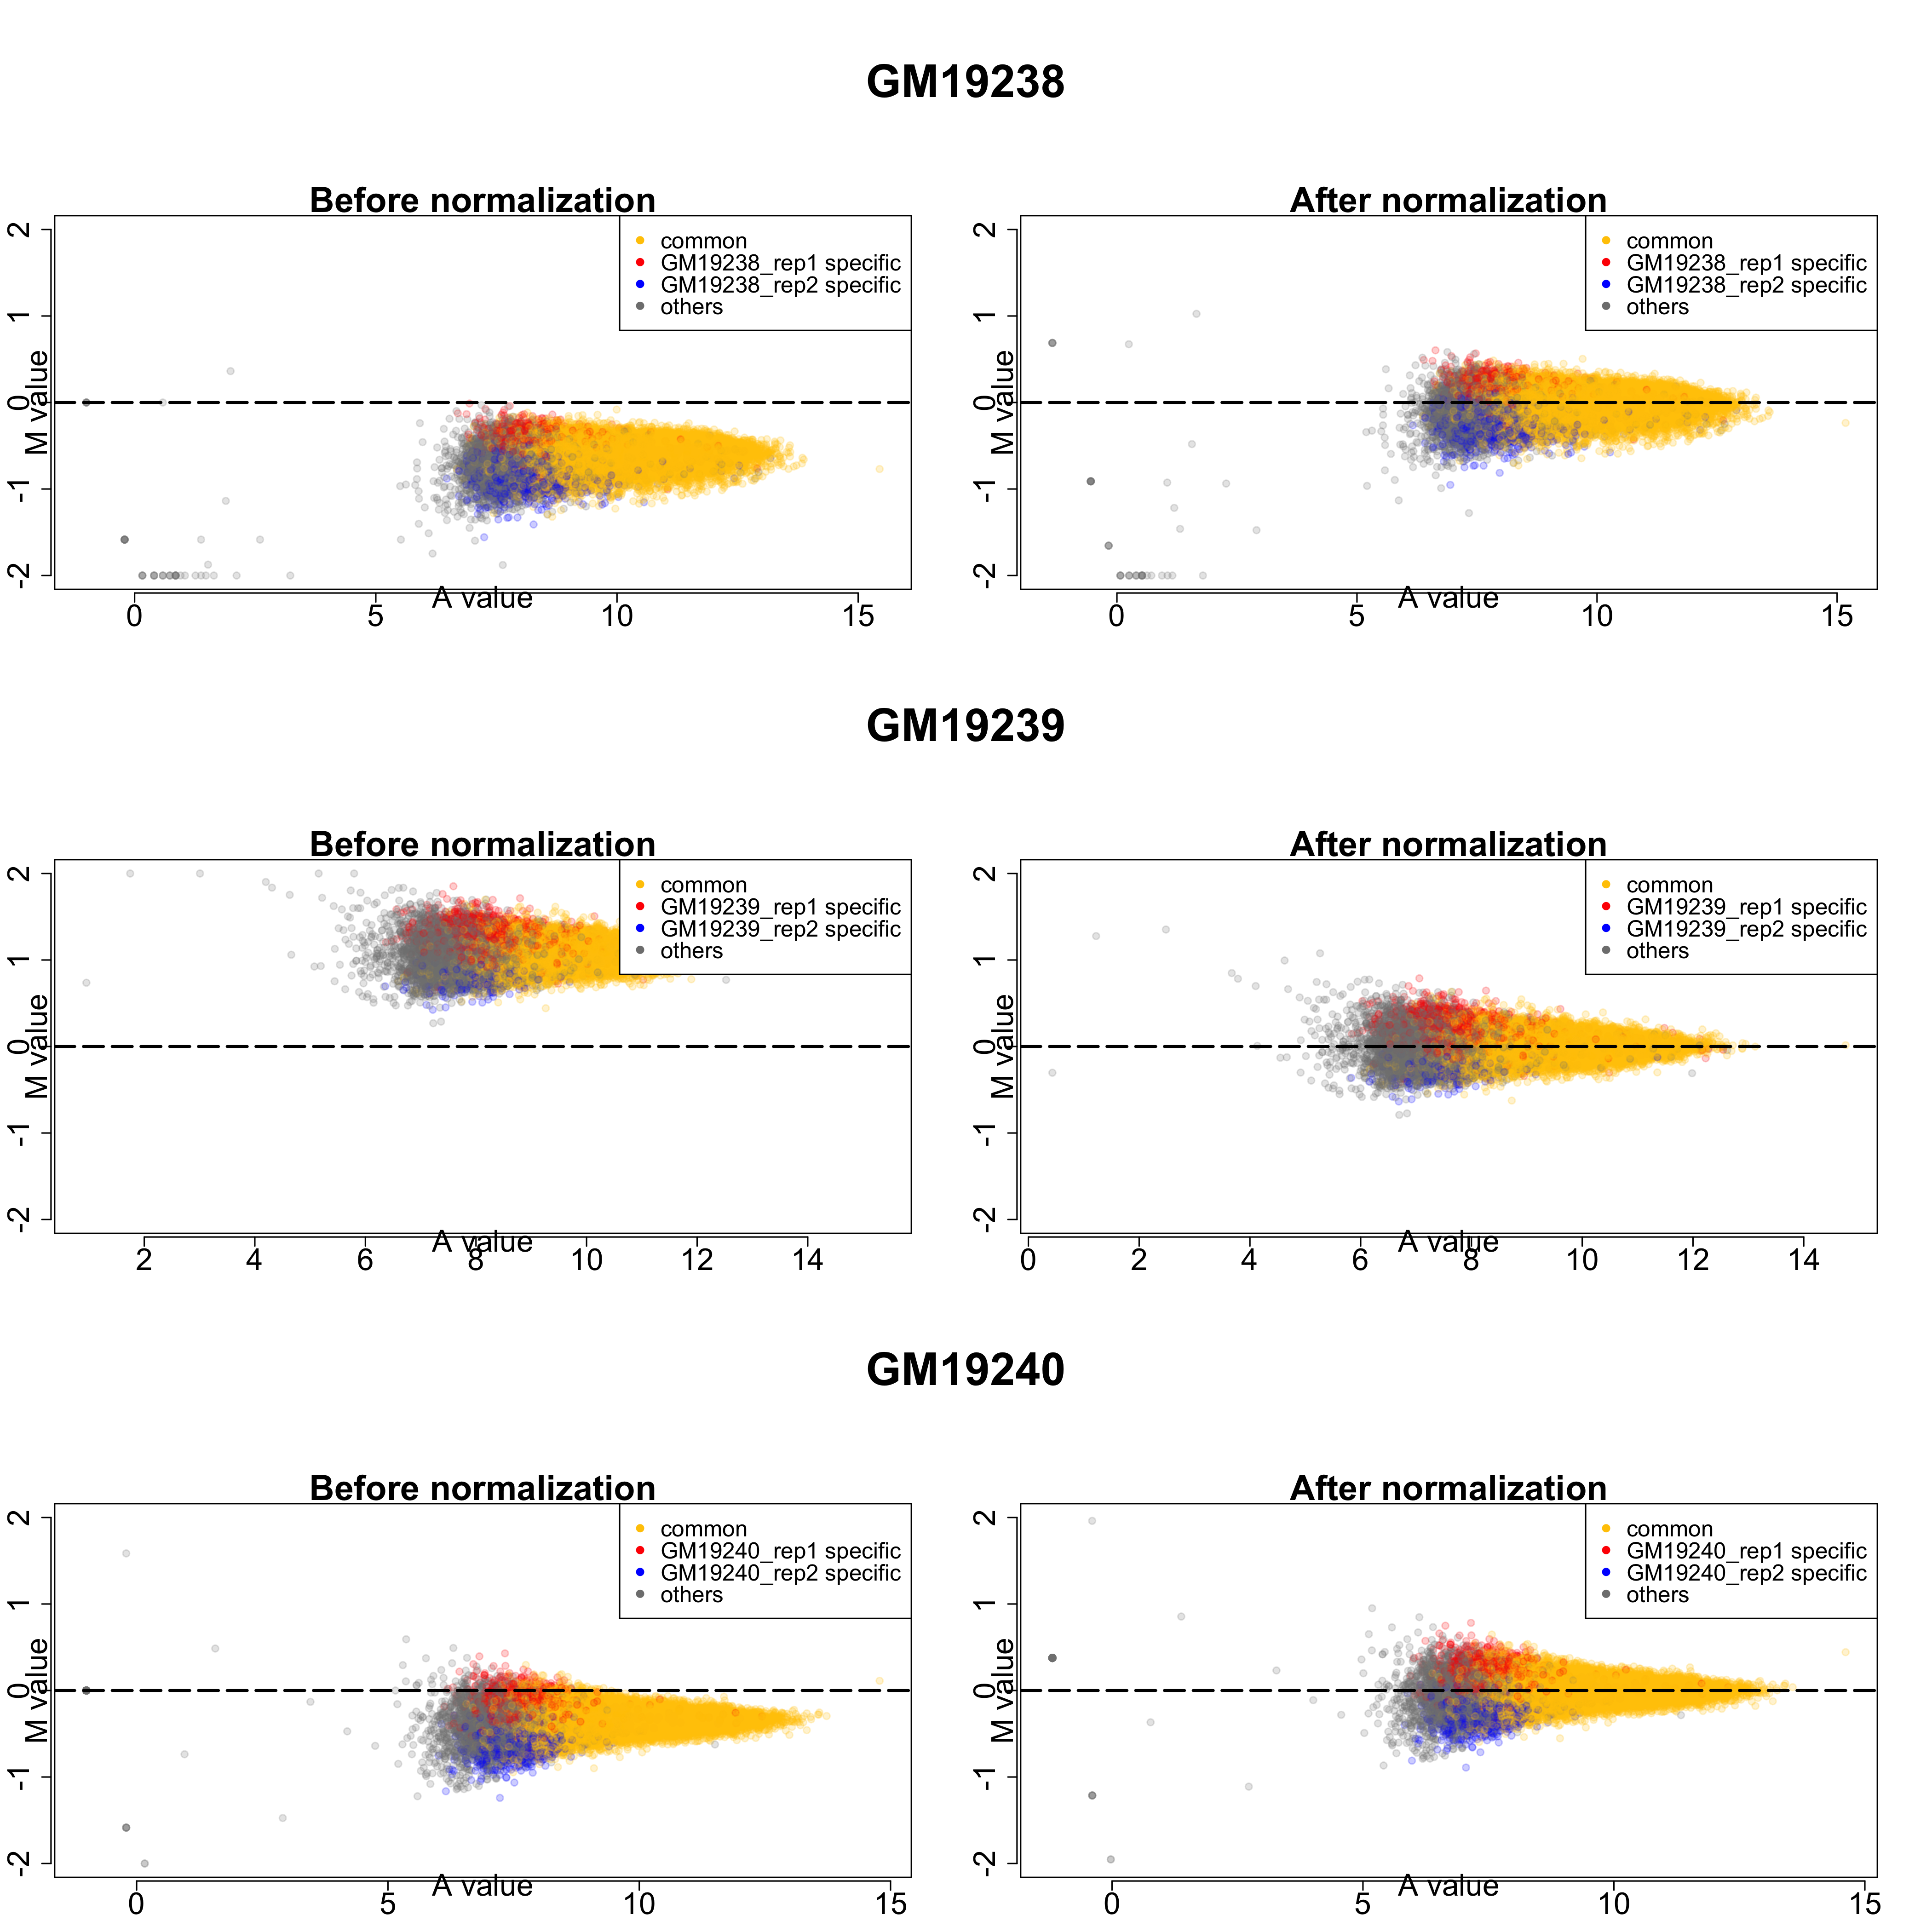 GM19238
Before normalization
After normalization
common
GM19238_rep1 specific
GM19238_rep2 specific
others
M value
2
1
0
-1
-2
A value
0 5 10 15
common
GM19238_rep1 specific
GM19238_rep2 specific
others
M value
2
1
0
-1
-2
A value
0 5 10 15
GM19239
Before normalization
After normalization
common
GM19239_rep1 specific
GM19239_rep2 specific
others
M value
2
1
0
-1
-2
A value
2 4 6 8 10 12 14
common
GM19239_rep1 specific
GM19239_rep2 specific
others
M value
2
1
0
-1
-2
A value
0 2 4 6 8 10 12 14
GM19240
Before normalization
After normalization
common
GM19240_rep1 specific
GM19240_rep2 specific
others
M value
2
1
0
-1
-2
A value
0 5 10 15
common
GM19240_rep1 specific
GM19240_rep2 specific
others
M value
2
1
0
-1
-2
A value
0 5 10 15